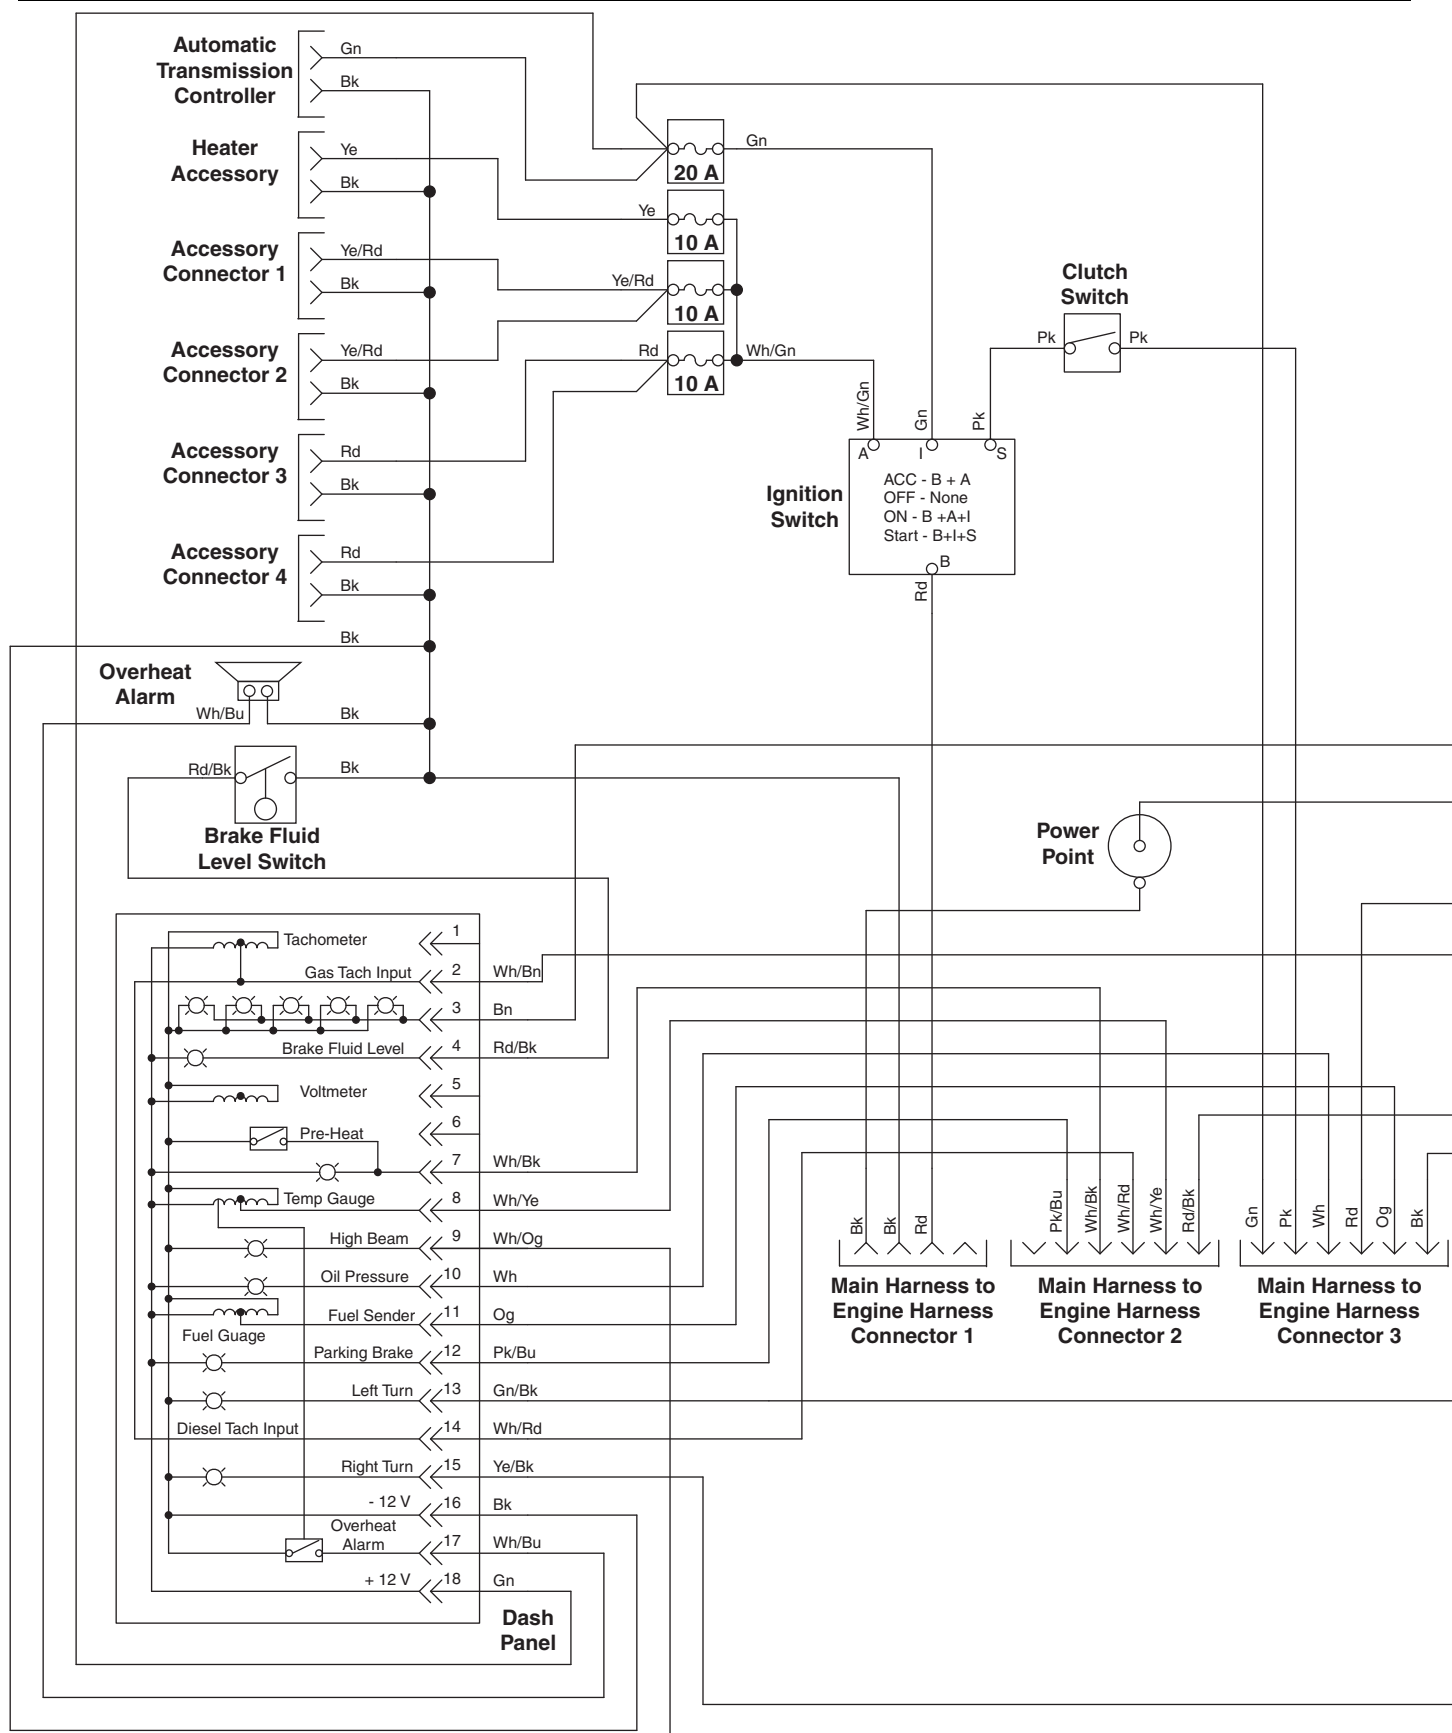 Automatic
Transmission
Controller
Gn
Bk
Heater
Accessory
Ye
Bk
Accessory
Connector 1
Ye/Rd
Bk
Accessory
Connector 2
Ye/Rd
Bk
Accessory
Connector 3
Rd
Bk
Accessory
Connector 4
Rd
Bk
Bk
20 A
Gn
Ye
10 A
Ye/Rd
10 A
Rd
10 A
Wh/Gn
Clutch
Switch
Pk
Pk
Wh/Gn
Gn
Pk
A
I
S
Ignition
Switch
ACC - B + A
OFF - None
ON - B +A+I
Start - B+I+S
B
Rd
Overheat
Alarm
Wh/Bu
Bk
Rd/Bk
Bk
Brake Fluid
Level Switch
Power
Point
Tachometer
1
Gas Tach Input
2
Wh/Bn
3
Bn
Brake Fluid Level
4
Rd/Bk
Voltmeter
5
Pre-Heat
6
7
Wh/Bk
Temp Gauge
8
Wh/Ye
High Beam
9
Wh/Og
Oil Pressure
10
Wh
Fuel Sender
11
Og
Fuel Guage
Parking Brake
12
Pk/Bu
Left Turn
13
Gn/Bk
Diesel Tach Input
14
Wh/Rd
Right Turn
15
Ye/Bk
- 12 V
16
Bk
Overheat
Alarm
17
Wh/Bu
+ 12 V
18
Gn
Dash
Panel
Bk
Bk
Rd
Main Harness to
Engine Harness
Connector 1
Pk/Bu
Wh/Bk
Wh/Rd
Wh/Ye
Rd/Bk
Main Harness to
Engine Harness
Connector 2
Gn
Pk
Wh
Rd
Og
Bk
Main Harness to
Engine Harness
Connector 3